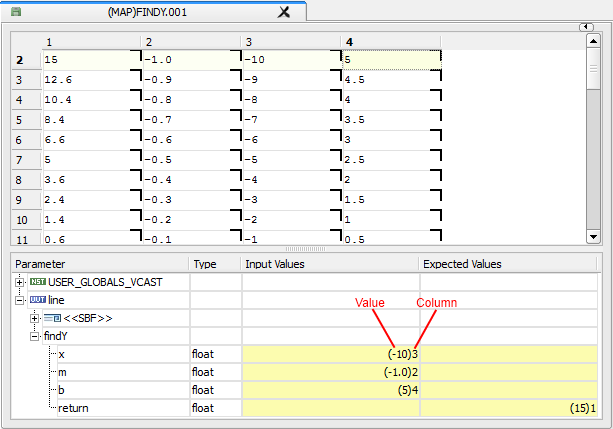 (MAP)FINDY.001
1 2 3 4
2 15 -1.0 -10 5
3 12.6 -0.9 -9 4.5
4 10.4 -0.8 -8 4
5 8.4 -0.7 -7 3.5
6 6.6 -0.6 -6 3
7 5 -0.5 -5 2.5
8 3.6 -0.4 -4 2
9 2.4 -0.3 -3 1.5
10 1.4 -0.2 -2 1
11 0.6 -0.1 -1 0.5
Parameter Type Input Values Expected Values
NST USER_GLOBALS_VCAST
UUT line Value Column
<<SBF>>
findY
x float (-10)3
m float (-1.0)2
b float (5)4
return float (15)1